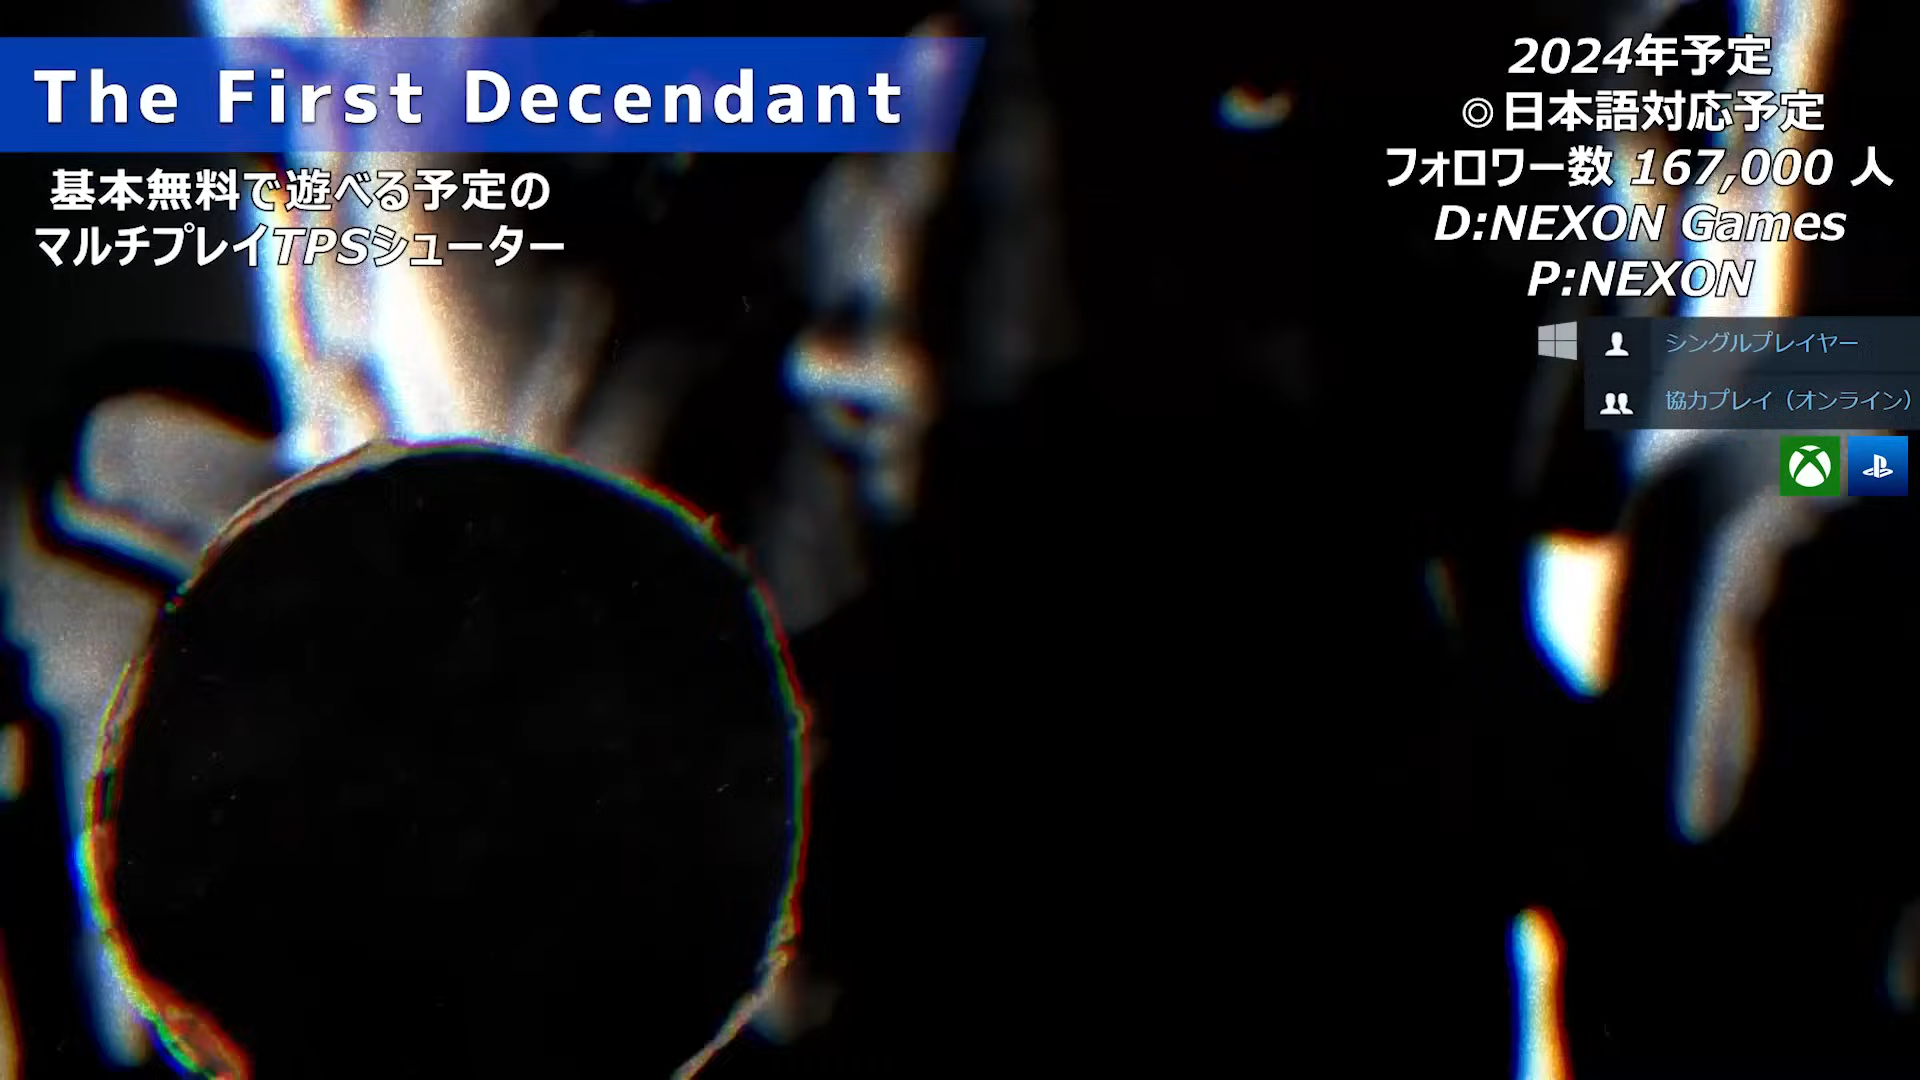 The First Decendant
基本無料で遊べる予定の
マルチプレイTPSシューター
2024年予定
◎日本語対応予定
フォロワー数 167,000 人
D:NEXON Games
P:NEXON
シングルプレイヤー
協力プレイ（オンライン）